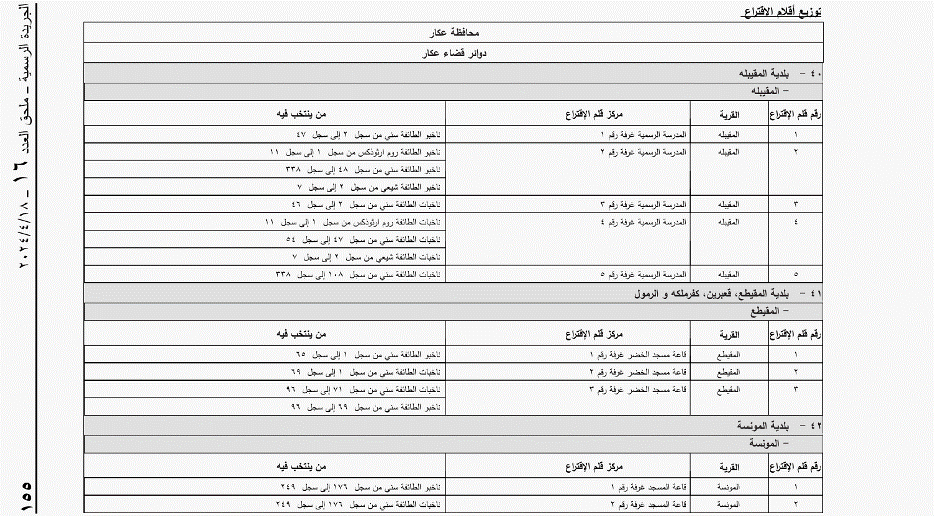 توزيع أقلام الاقتراع
محافظة عكار
دوائر قضاء عكار
٤٠ - بلدية المقيبله
- المقيبله
رقم قلم الإقتراع القرية مركز قلم الإقتراع من ينتخب فيه
١ المقيبله المدرسة الرسمية غرفة رقم ١ ناخبو الطائفة سني من سجل ٢ إلى سجل ٤٧
٢ المقيبله المدرسة الرسمية غرفة رقم ٢ ناخبو الطائفة روم ارثوذكس من سجل ١ إلى سجل ١١
ناخبو الطائفة سني من سجل ٤٨ إلى سجل ٣٣٨
ناخبو الطائفة شيعي من سجل ٢ إلى سجل ٧
٣ المقيبله المدرسة الرسمية غرفة رقم ٣ ناخبات الطائفة سني من سجل ٢ إلى سجل ٤٦
٤ المقيبله المدرسة الرسمية غرفة رقم ٤ ناخبات الطائفة روم ارثوذكس من سجل ١ إلى سجل ١١
ناخبات الطائفة سني من سجل ٤٧ إلى سجل ٥٤
ناخبات الطائفة شيعي من سجل ٢ إلى سجل ٧
٥ المقيبله المدرسة الرسمية غرفة رقم ٥ ناخبات الطائفة سني من سجل ١٠٨ إلى سجل ٣٣٨
٤١ - بلدية المقيطع، قعبرين، كفرملكه و الرمول
- المقيطع
رقم قلم الإقتراع القرية مركز قلم الإقتراع من ينتخب فيه
١ المقيطع قاعة مسجد الخضر غرفة رقم ١ ناخبو الطائفة سني من سجل ١ إلى سجل ٦٥
٢ المقيطع قاعة مسجد الخضر غرفة رقم ٢ ناخبات الطائفة سني من سجل ١ إلى سجل ٦٩
٣ المقيطع قاعة مسجد الخضر غرفة رقم ٣ ناخبات الطائفة سني من سجل ٧١ إلى سجل ٩٦
ناخبو الطائفة سني من سجل ٦٩ إلى سجل ٩٦
٤٢ - بلدية المونسة
- المونسة
رقم قلم الإقتراع القرية مركز قلم الإقتراع من ينتخب فيه
١ المونسة قاعة المسجد غرفة رقم ١ ناخبو الطائفة سني من سجل ١٧٦ إلى سجل ٢٤٩
٢ المونسة قاعة المسجد غرفة رقم ٢ ناخبات الطائفة سني من سجل ١٧٦ إلى سجل ٢٤٩
الجريدة الرسمية - ملحق العدد ١٦ - ٢٠٢٤/٤/١٨
١٥٥